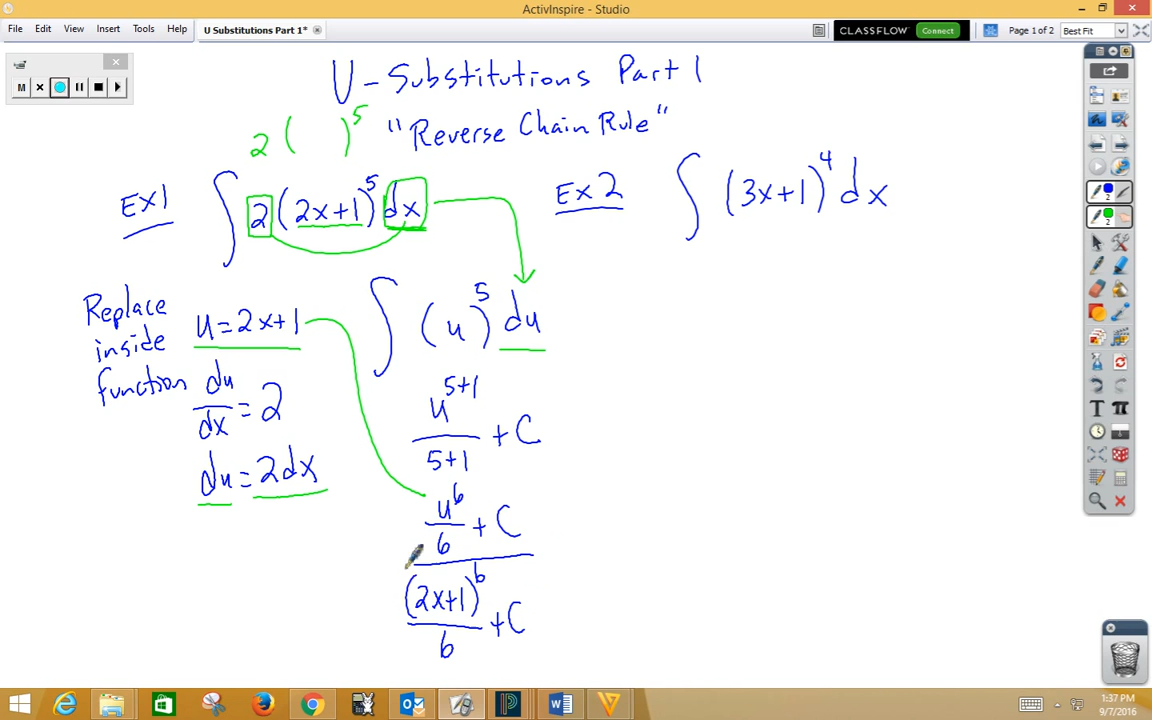 ActivInspire - Studio
File Edit View Insert Tools Help
U Substitutions Part 1*
CLASSFLOW Connect
Page 1 of 2 Best Fit
M
U-Substitutions Part 1
2( )^5
"Reverse Chain Rule"
Ex1 ∫ 2(2x+1)^5 dx
Ex 2 ∫ (3x+1)^4 dx
Replace inside function
u=2x+1
du/dx = 2
du = 2dx
∫ (u)^5 du
u^5+1/5+1 + C
u^6/6 + C
(2x+1)^6/6 + C
1:37 PM
9/7/2016